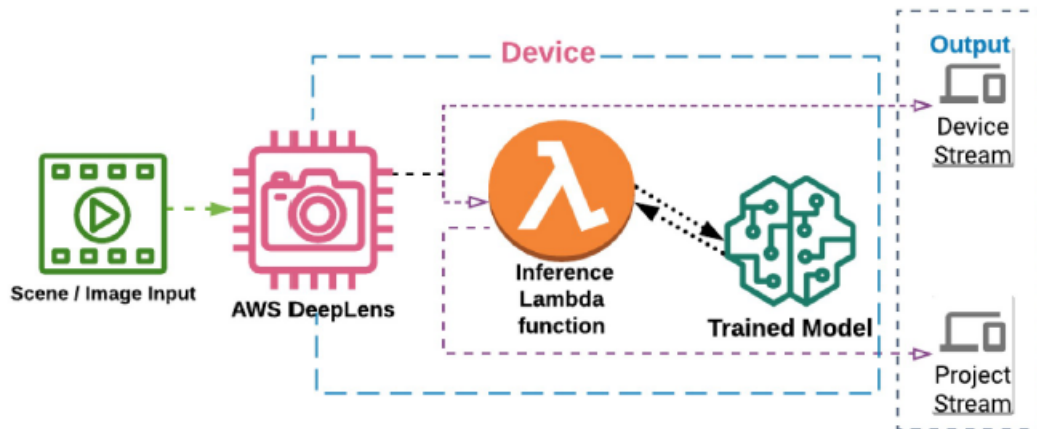 Device
Output
Device
Stream
Scene / Image Input
AWS DeepLens
Inference
Lambda
function
Trained Model
Project
Stream